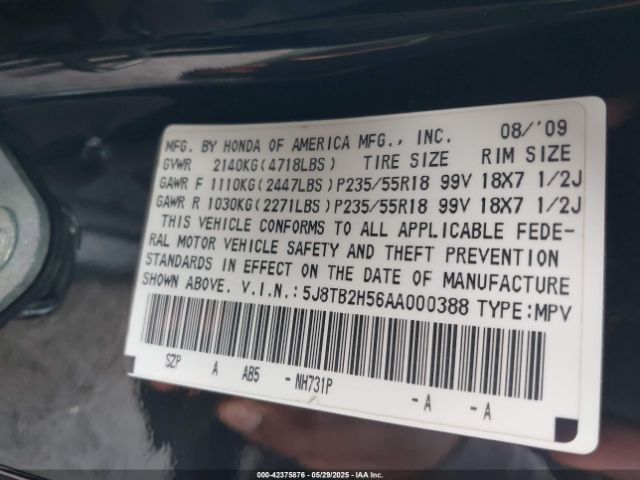 MFG. BY HONDA OF AMERICA MFG., INC. 08/'09
GVWR 2140KG(4718LBS) TIRE SIZE RIM SIZE
GAWR F 1110KG(2447LBS)P235/55R18 99V 18X7 1/2J
GAWR R 1030KG(2271LBS)P235/55R18 99V 18X7 1/2J
THIS VEHICLE CONFORMS TO ALL APPLICABLE FEDE-
RAL MOTOR VEHICLE SAFETY AND THEFT PREVENTION
STANDARDS IN EFFECT ON THE DATE OF MANUFACTURE
SHOWN ABOVE. V.I.N.:5J8TB2H56AA000388 TYPE:MPV
SZP A AB5 -NH731P -A -A
000-42375876 - 05/29/2025 - IAA Inc.